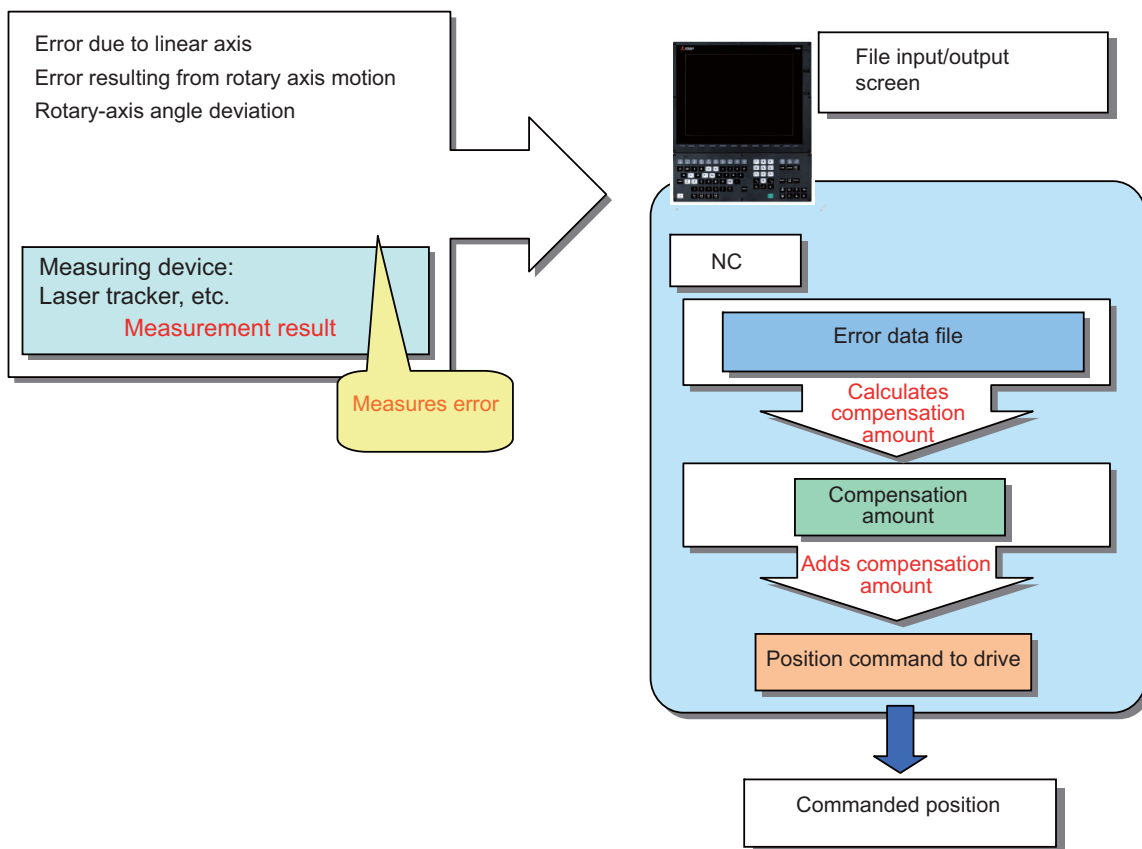 Error due to linear axis
Error resulting from rotary axis motion
Rotary-axis angle deviation
Measuring device:
Laser tracker, etc.
Measurement result
Measures error
File input/output
screen
NC
Error data file
Calculates
compensation
amount
Compensation
amount
Adds compensation
amount
Position command to drive
Commanded position